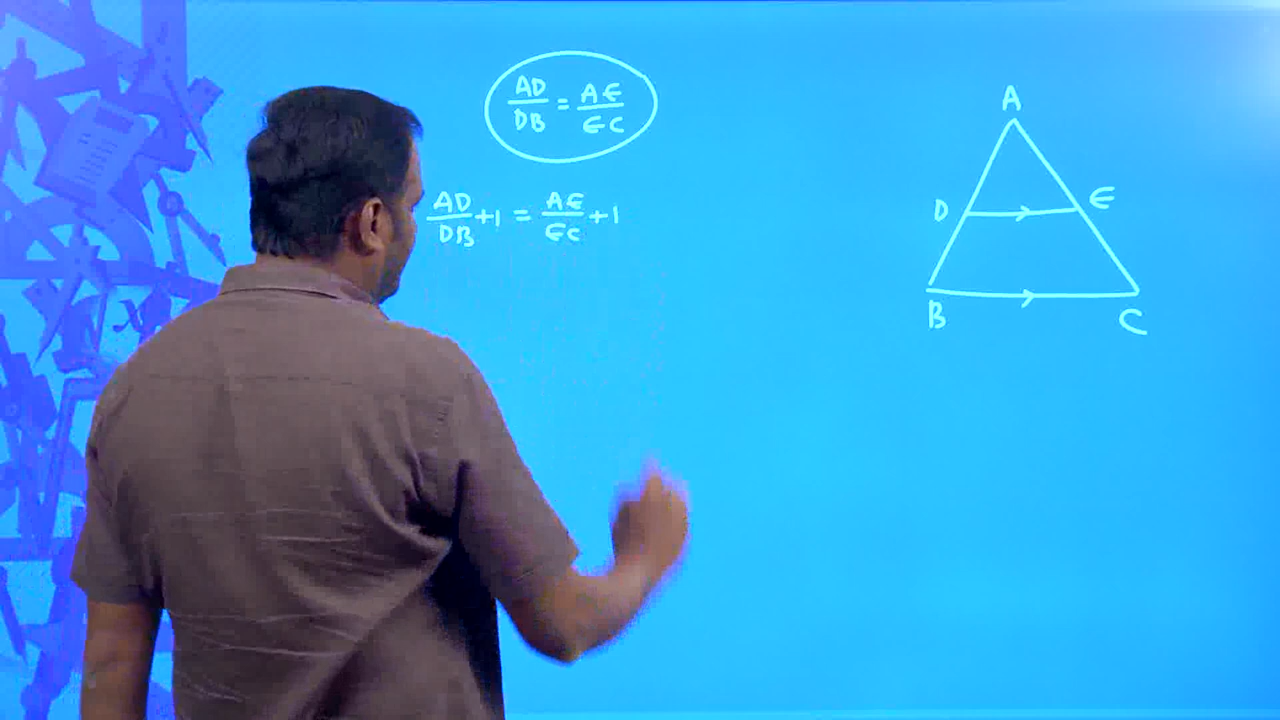 AD/DB = AE/EC
AD/DB + 1 = AE/EC + 1
A
D E
B C